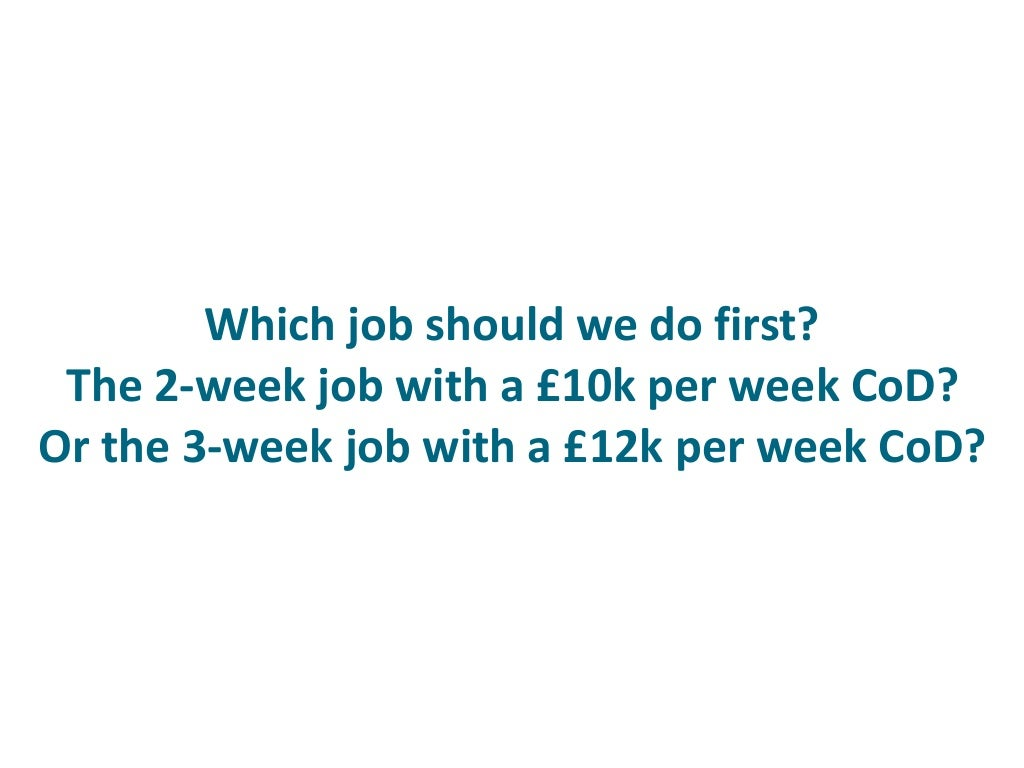 Which job should we do first?
The 2-week job with a £10k per week CoD?
Or the 3-week job with a £12k per week CoD?